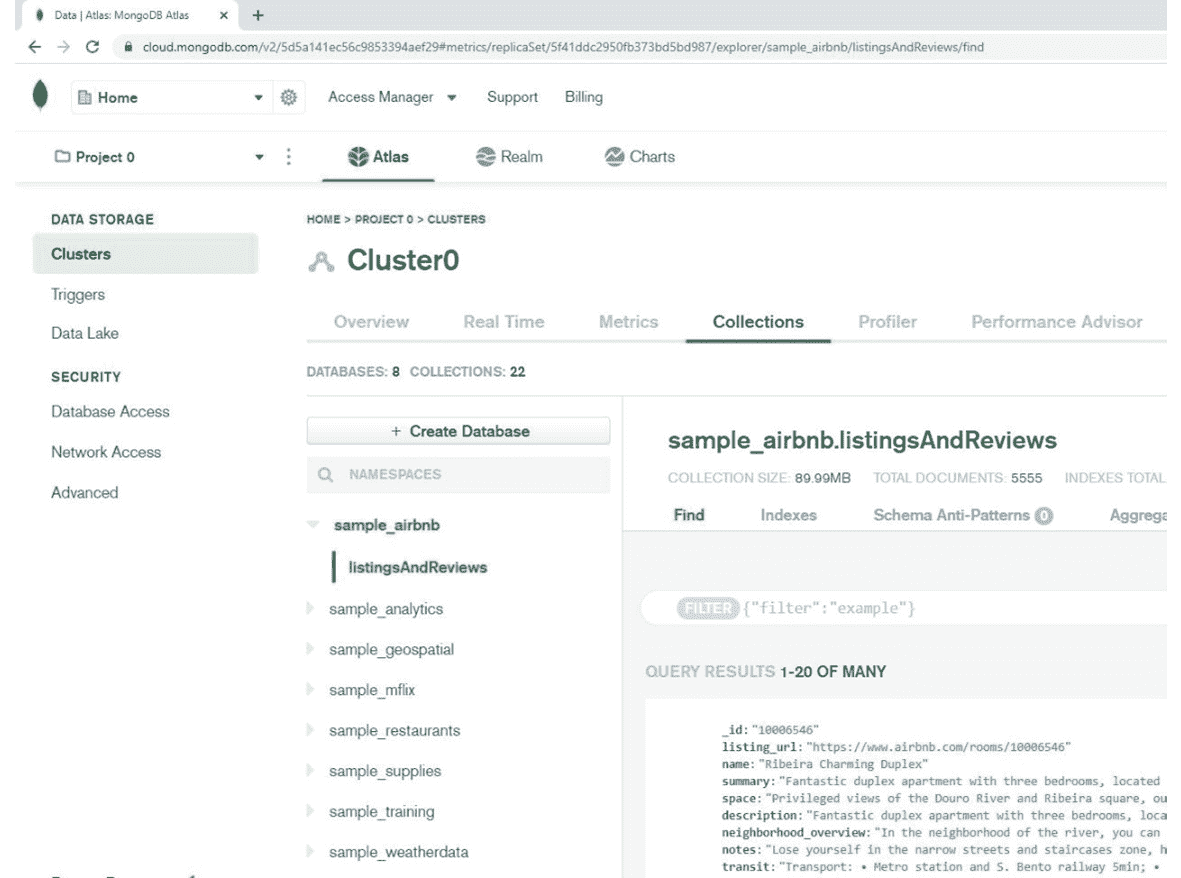 Data | Atlas: MongoDB Atlas
cloud.mongodb.com/v2/5d5a141ec56c9853394aef29#metrics/replicaSet/5f41ddc2950fb373bd5bd987/explorer/sample_airbnb/listingsAndReviews/find
Home Access Manager Support Billing
Project 0 Atlas Realm Charts
DATA STORAGE
Clusters
Triggers
Data Lake
SECURITY
Database Access
Network Access
Advanced
HOME > PROJECT 0 > CLUSTERS
Cluster0
Overview Real Time Metrics Collections Profiler Performance Advisor
DATABASES: 8 COLLECTIONS: 22
+ Create Database
NAMESPACES
sample_airbnb
listingsAndReviews
sample_analytics
sample_geospatial
sample_mflix
sample_restaurants
sample_supplies
sample_training
sample_weatherdata
sample_airbnb.listingsAndReviews
COLLECTION SIZE: 89.99MB TOTAL DOCUMENTS: 5555 INDEXES TOTAL
Find Indexes Schema Anti-Patterns 0 Aggrega
FILTER {"filter":"example"}
QUERY RESULTS 1-20 OF MANY
_id: "10006546"
listing_url: "https://www.airbnb.com/rooms/10006546"
name: "Ribeira Charming Duplex"
summary: "Fantastic duplex apartment with three bedrooms, located
space: "Privileged views of the Douro River and Ribeira square, ou
description: "Fantastic duplex apartment with three bedrooms, loca
neighborhood_overview: "In the neighborhood of the river, you can
notes: "Lose yourself in the narrow streets and staircases zone, h
transit: "Transport: • Metro station and S. Bento railway 5min; •